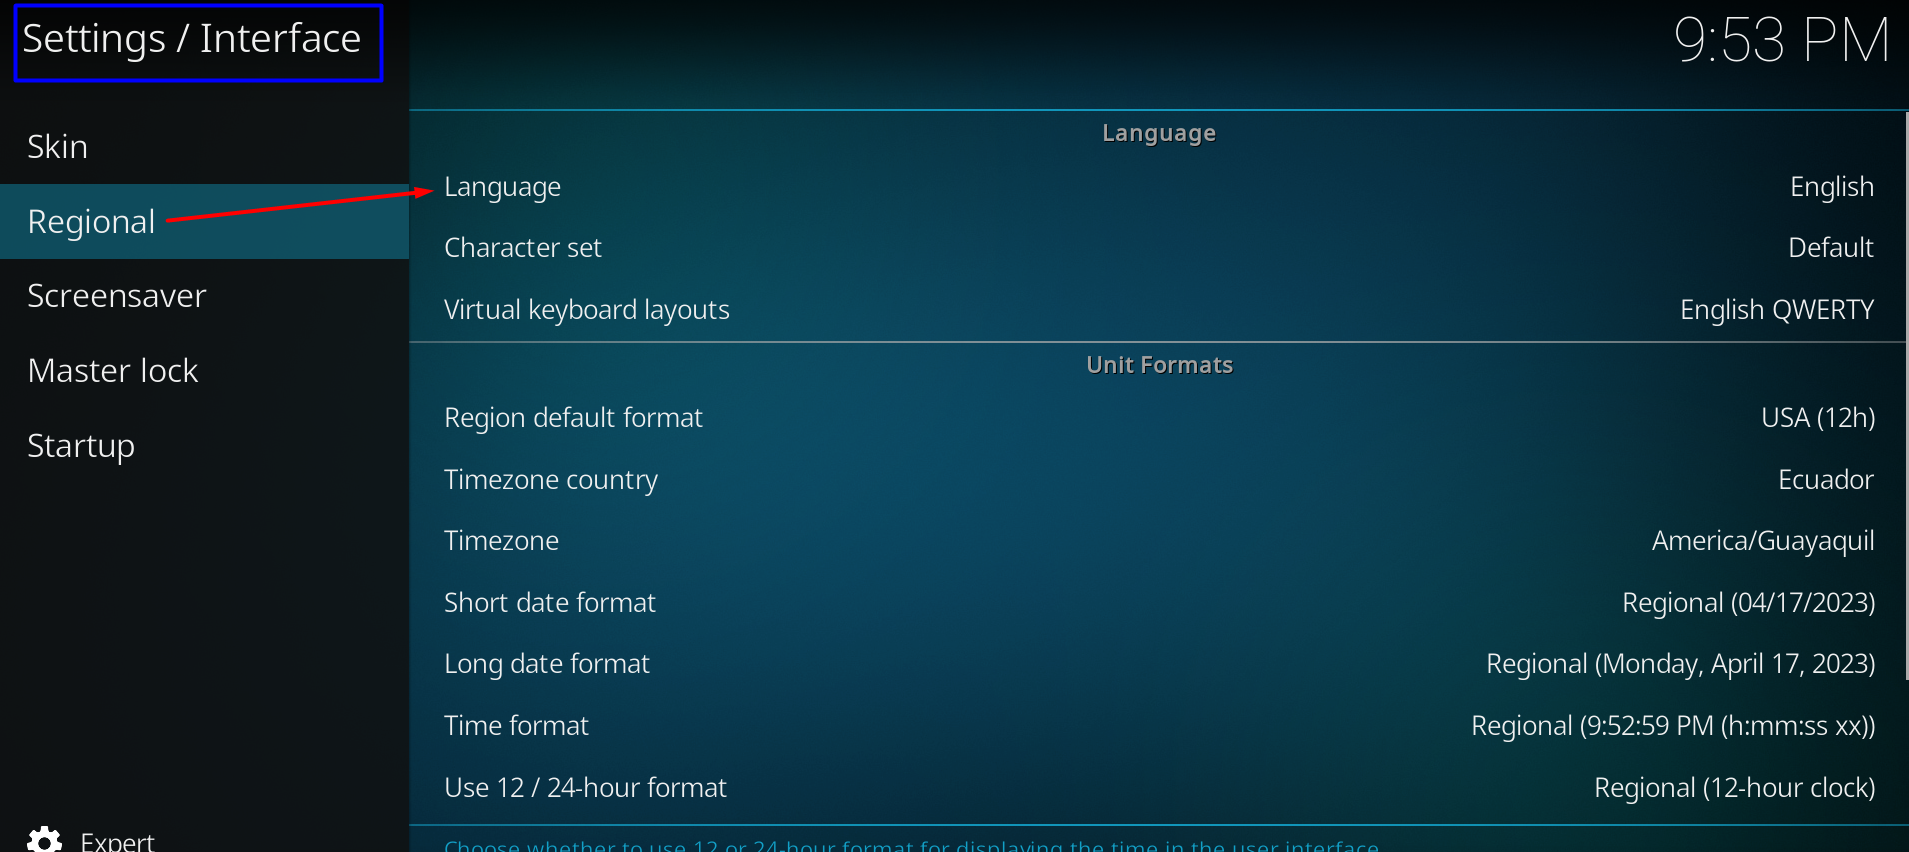 Settings / Interface
9:53 PM
Skin
Regional
Screensaver
Master lock
Startup
Expert
Language
Language English
Character set Default
Virtual keyboard layouts English QWERTY
Unit Formats
Region default format USA (12h)
Timezone country Ecuador
Timezone America/Guayaquil
Short date format Regional (04/17/2023)
Long date format Regional (Monday, April 17, 2023)
Time format Regional (9:52:59 PM (h:mm:ss xx))
Use 12 / 24-hour format Regional (12-hour clock)
Choose whether to use 12 or 24-hour format for displaying the time in the user interface.